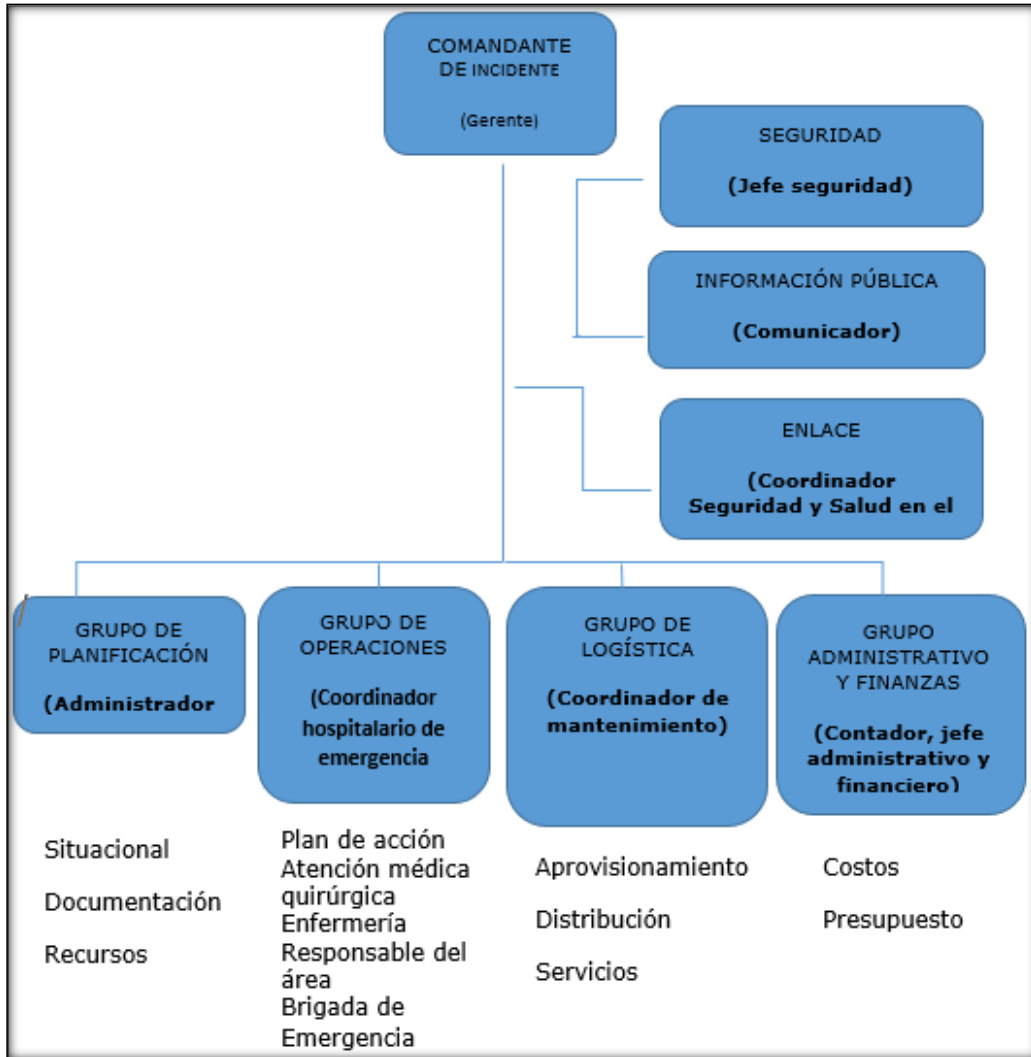 COMANDANTE
DE INCIDENTE
(Gerente)
SEGURIDAD
(Jefe seguridad)
INFORMACIÓN PÚBLICA
(Comunicador)
ENLACE
(Coordinador
Seguridad y Salud en el
GRUPO DE
PLANIFICACIÓN
(Administrador
GRUPO DE
OPERACIONES
(Coordinador
hospitalario de
emergencia
GRUPO DE
LOGÍSTICA
(Coordinador de
mantenimiento)
GRUPO
ADMINISTRATIVO
Y FINANZAS
(Contador, jefe
administrativo y
financiero)
Situacional
Documentación
Recursos
Plan de acción
Atención médica
quirúrgica
Enfermería
Responsable del
área
Brigada de
Emergencia
Aprovisionamiento
Distribución
Servicios
Costos
Presupuesto